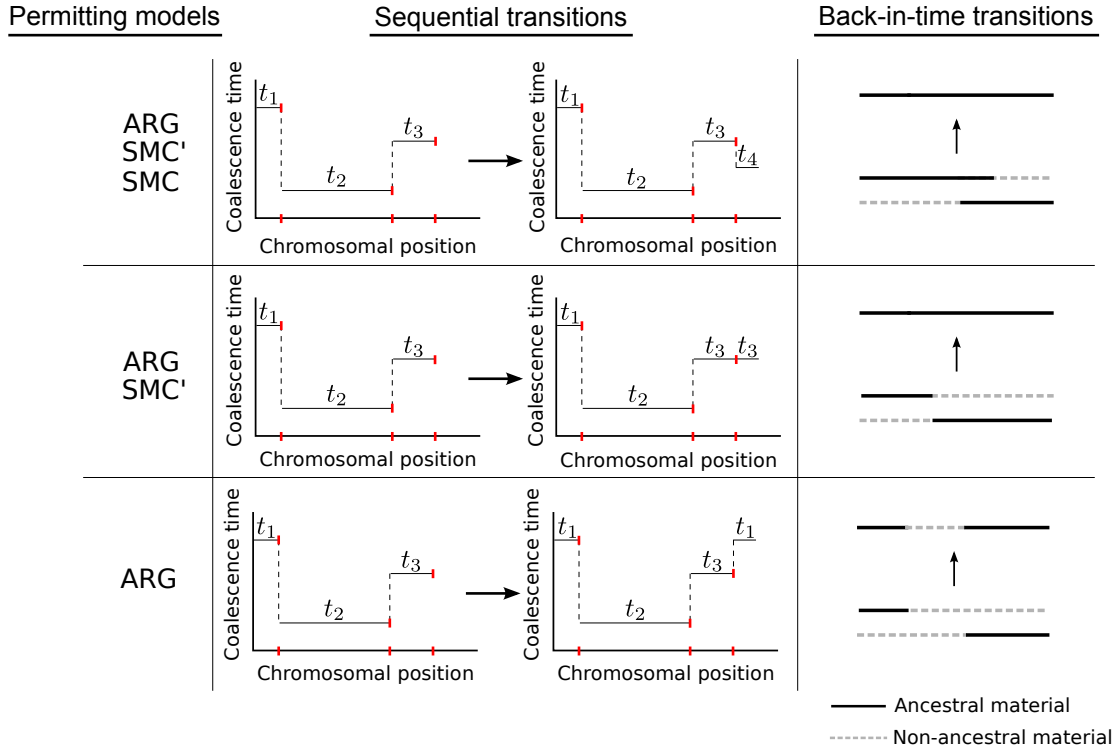 Permitting models Sequential transitions Back-in-time transitions
ARG
SMC'
SMC
Coalescence time
t1
t2
t3
Chromosomal position
Coalescence time
t1
t2
t3
t4
Chromosomal position
ARG
SMC'
Coalescence time
t1
t2
t3
Chromosomal position
Coalescence time
t1
t2
t3 t3
Chromosomal position
ARG
Coalescence time
t1
t2
t3
Chromosomal position
Coalescence time
t1
t2
t3
t1
Chromosomal position
Ancestral material
Non-ancestral material